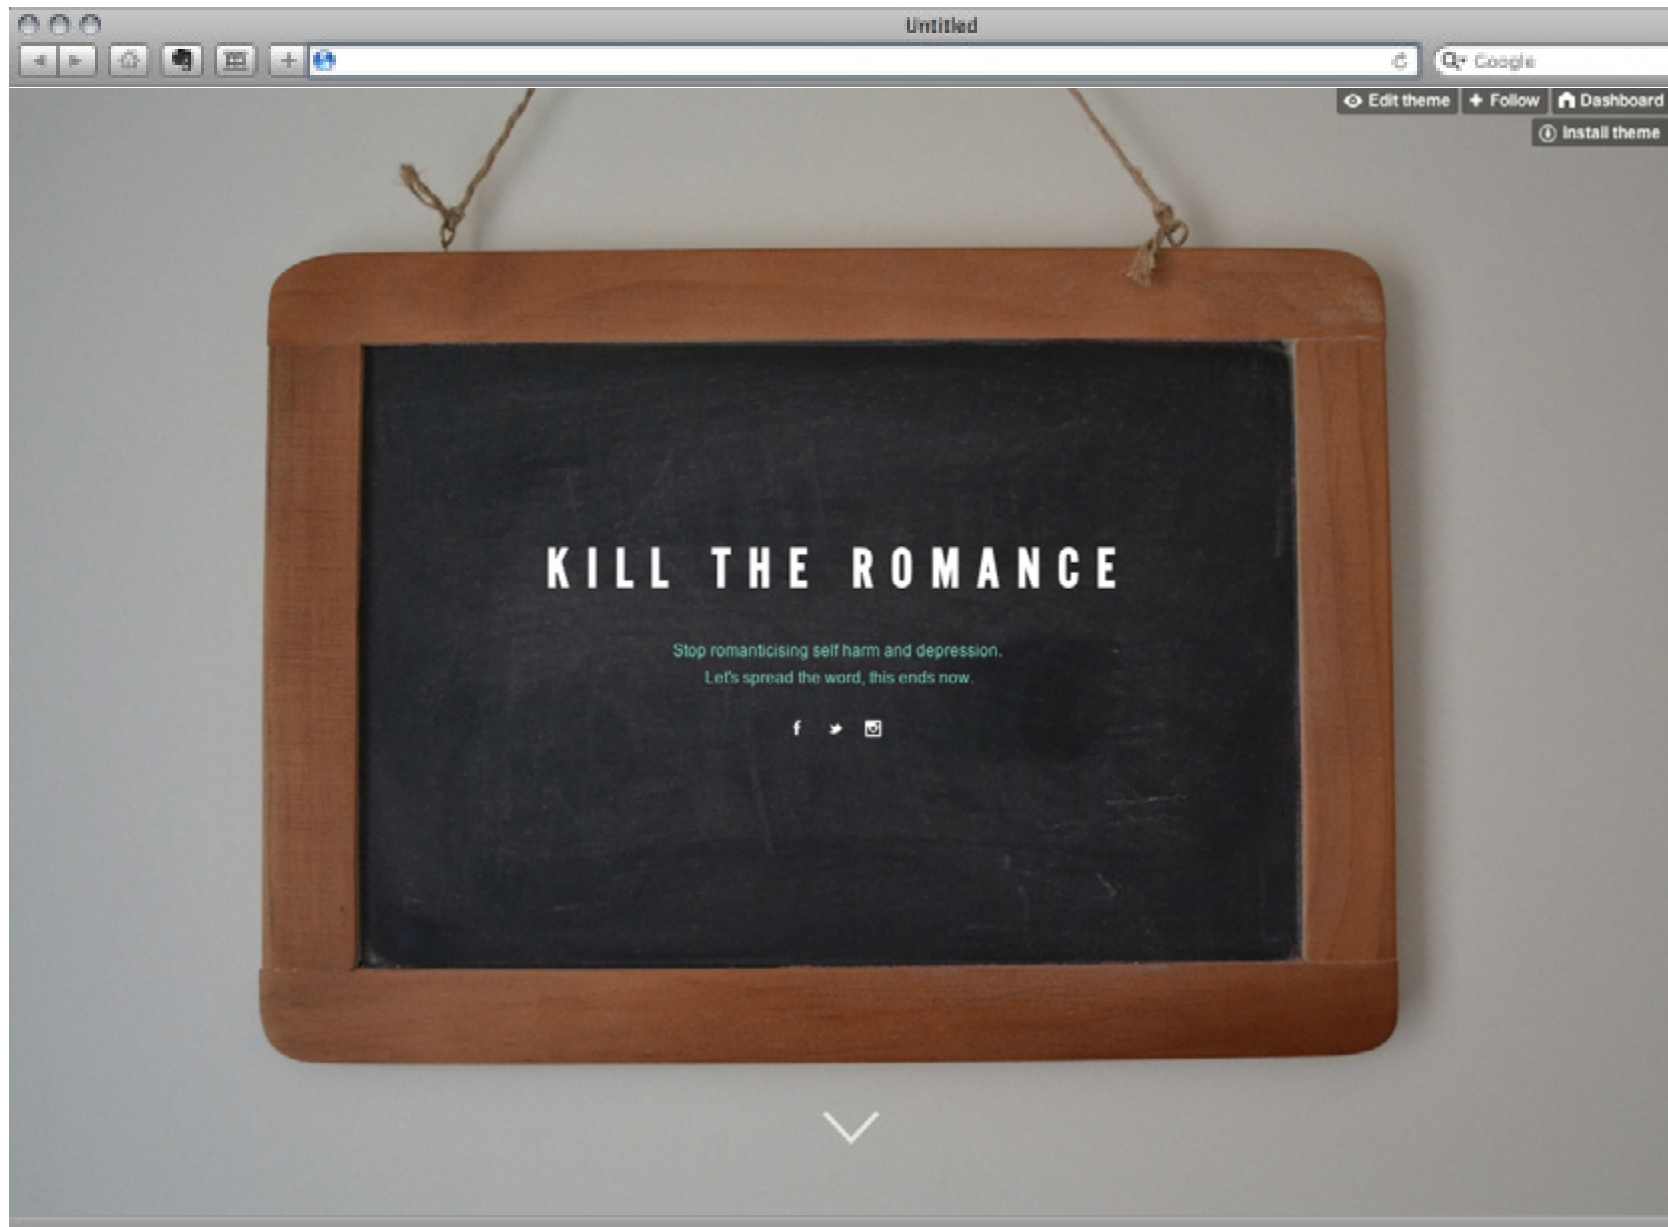 Untitled
Google
Edit theme
Follow
Dashboard
Install theme
KILL THE ROMANCE
Stop romanticising self harm and depression.
Let's spread the word, this ends now.